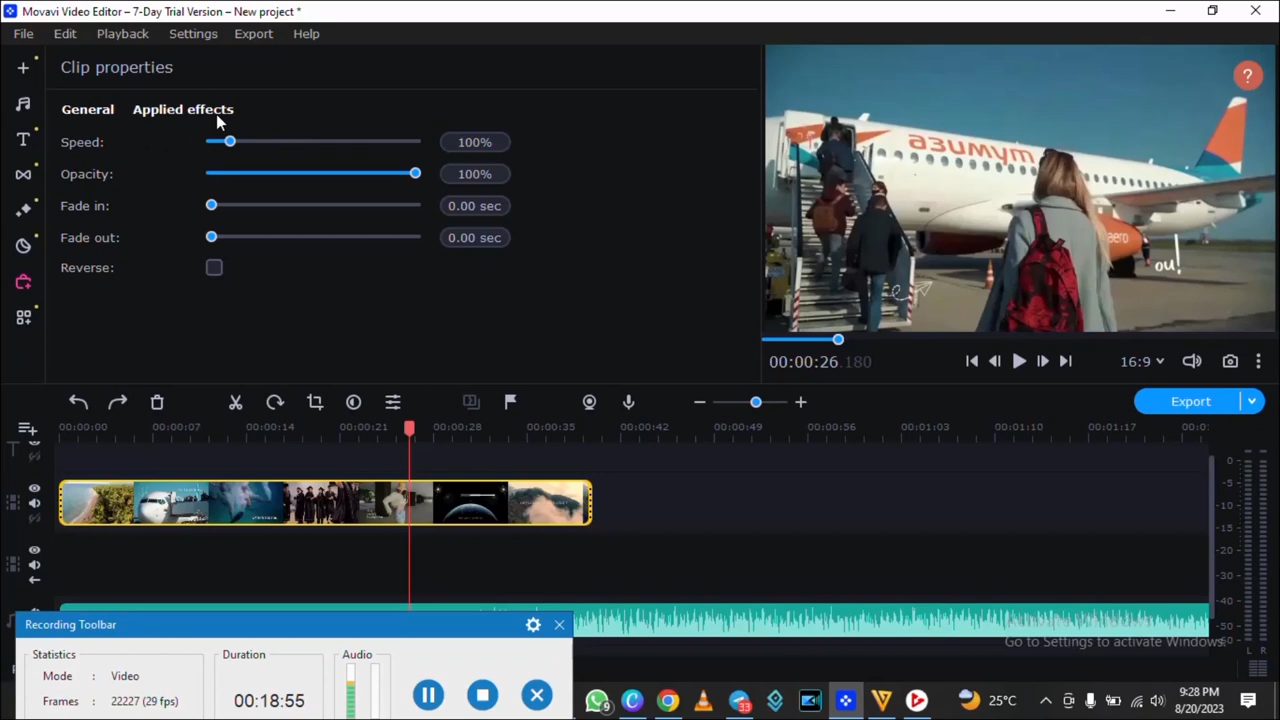 Movavi Video Editor – 7-Day Trial Version – New project *
File Edit Playback Settings Export Help
Clip properties
General Applied effects
Speed: 100%
Opacity: 100%
Fade in: 0.00 sec
Fade out: 0.00 sec
Reverse:
?
азимут
aero
ou!
00:00:26.180
16:9
Export
00:00:00 00:00:07 00:00:14 00:00:21 00:00:28 00:00:35 00:00:42 00:00:49 00:00:56 00:01:03 00:01:10 00:01:17
0
-5
-10
-15
-20
-30
-40
-50
L R
Go to Settings to activate Windows.
Recording Toolbar
Statistics
Mode : Video
Frames : 22227 (29 fps)
Duration
00:18:55
Audio
9
33
25°C
9:28 PM
8/20/2023